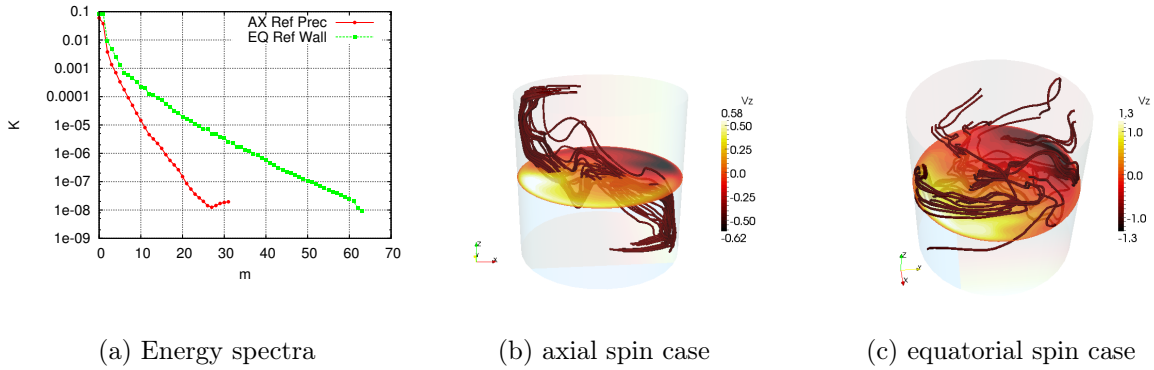 0.1
0.01
0.001
0.0001
1e-05
1e-06
1e-07
1e-08
1e-09
K
AX Ref Prec
EQ Ref Wall
0 10 20 30 40 50 60 70
m
Vz
0.58
0.50
0.25
0.00
-0.25
-0.50
-0.62
z
Y
x
Vz
1,3
1.0
0.0
-1.0
-1.3
z
Y
X
(a) Energy spectra
(b) axial spin case
(c) equatorial spin case